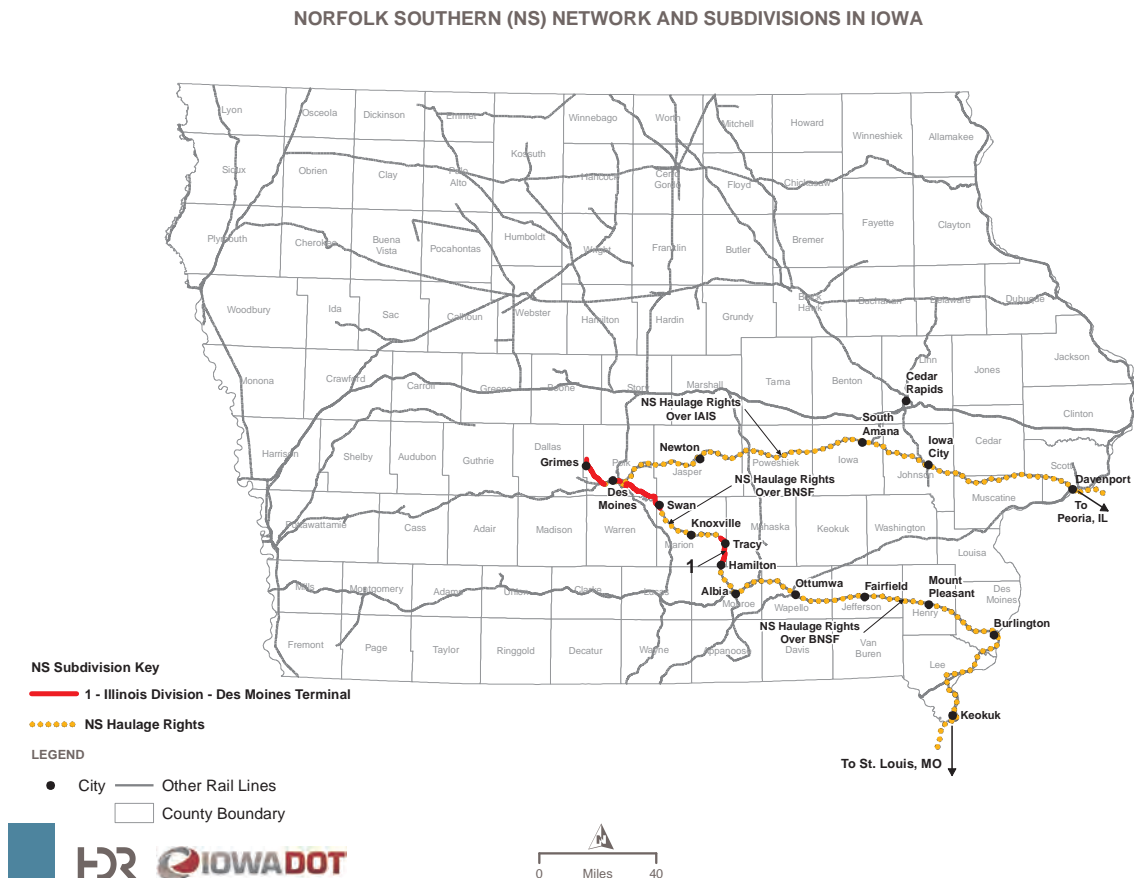 NORFOLK SOUTHERN (NS) NETWORK AND SUBDIVISIONS IN IOWA
Lyon
Osceola
Dickinson
Emmet
Winnebago
Worth
Mitchell
Howard
Winneshiek
Allamakee
Sioux
Obrien
Clay
Palo
Alto
Kossuth
Hancock
Cerro
Gordo
Floyd
Chickasaw
Fayette
Clayton
Plymouth
Cherokee
Buena
Vista
Pocahontas
Humboldt
Wright
Franklin
Butler
Bremer
Woodbury
Ida
Sac
Calhoun
Webster
Hamilton
Hardin
Grundy
Black
Hawk
Buchanan
Delaware
Dubuque
Monona
Crawford
Carroll
Greene
Boone
Story
Marshall
Tama
Benton
Linn
Jones
Jackson
Clinton
Cedar
Rapids
NS Haulage Rights
Over IAIS
South
Amana
Iowa
City
Harrison
Shelby
Audubon
Guthrie
Dallas
Polk
Jasper
Poweshiek
Iowa
Johnson
Cedar
Scott
Muscatine
Grimes
Newton
Des
Moines
Swan
NS Haulage Rights
Over BNSF
Davenport
To
Peoria, IL
Pottawattamie
Cass
Adair
Madison
Warren
Marion
Mahaska
Keokuk
Washington
Louisa
Knoxville
Tracy
1
Hamilton
Mills
Montgomery
Adams
Union
Clarke
Lucas
Monroe
Wapello
Jefferson
Henry
Des
Moines
Albia
Ottumwa
Fairfield
Mount
Pleasant
NS Haulage Rights
Over BNSF
Burlington
Fremont
Page
Taylor
Ringgold
Decatur
Wayne
Appanoose
Davis
Van
Buren
Lee
Keokuk
To St. Louis, MO
NS Subdivision Key
1 - Illinois Division - Des Moines Terminal
NS Haulage Rights
LEGEND
City
Other Rail Lines
County Boundary
HDR
IOWADOT
N
0 Miles 40